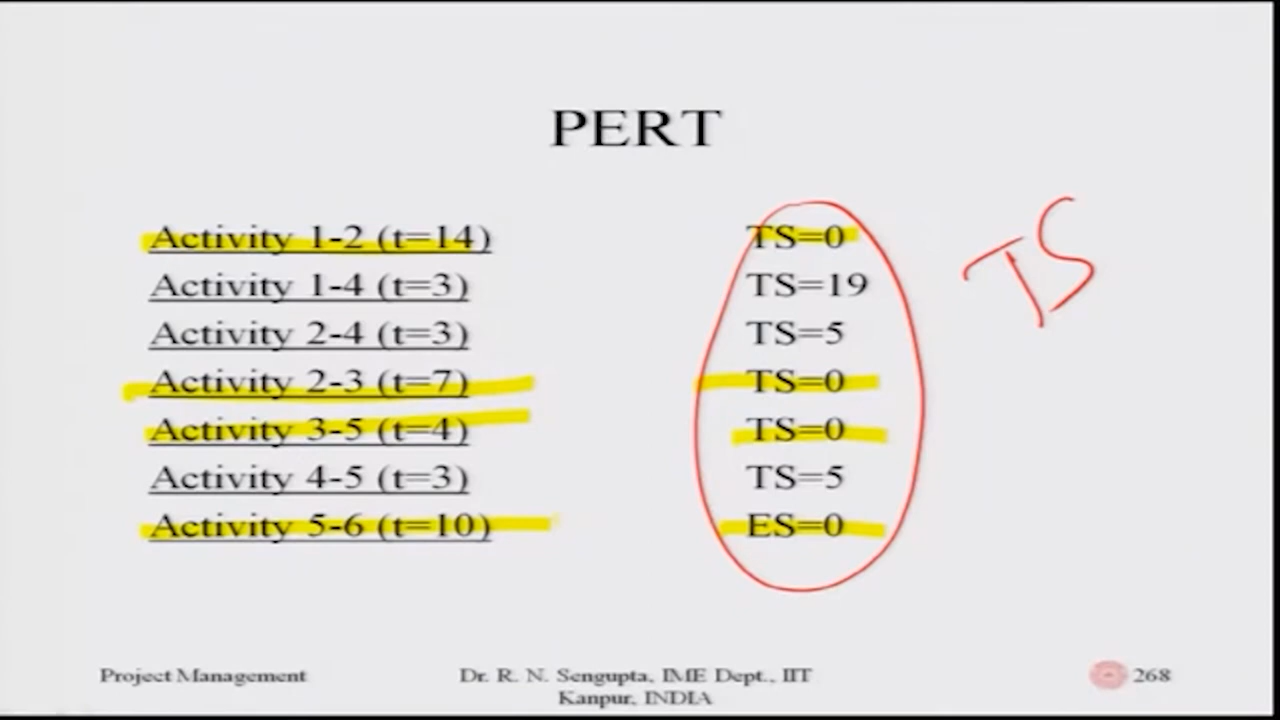 PERT
Activity 1-2 (t=14) TS=0
Activity 1-4 (t=3) TS=19
Activity 2-4 (t=3) TS=5
Activity 2-3 (t=7) TS=0
Activity 3-5 (t=4) TS=0
Activity 4-5 (t=3) TS=5
Activity 5-6 (t=10) ES=0
TS
Project Management Dr. R. N. Sengupta, IME Dept., IIT 268
Kanpur, INDIA